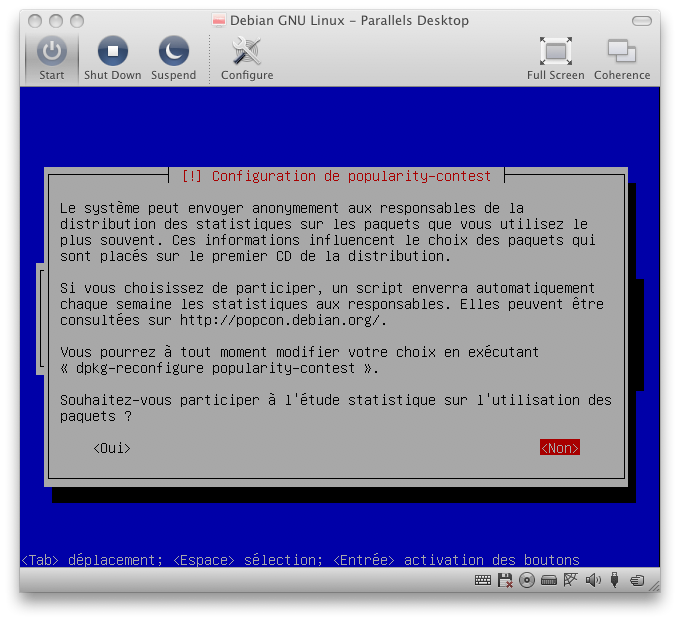 Debian GNU Linux - Parallels Desktop
Start Shut Down Suspend Configure Full Screen Coherence
[!] Configuration de popularity-contest
Le système peut envoyer anonymement aux responsables de la
distribution des statistiques sur les paquets que vous utilisez le
plus souvent. Ces informations influencent le choix des paquets qui
sont placés sur le premier CD de la distribution.
Si vous choisissez de participer, un script enverra automatiquement
chaque semaine les statistiques aux responsables. Elles peuvent être
consultées sur http://popcon.debian.org/.
Vous pourrez à tout moment modifier votre choix en exécutant
« dpkg-reconfigure popularity-contest ».
Souhaitez-vous participer à l'étude statistique sur l'utilisation des
paquets ?
<Oui> <Non>
<Tab> déplacement; <Espace> sélection; <Entrée> activation des boutons